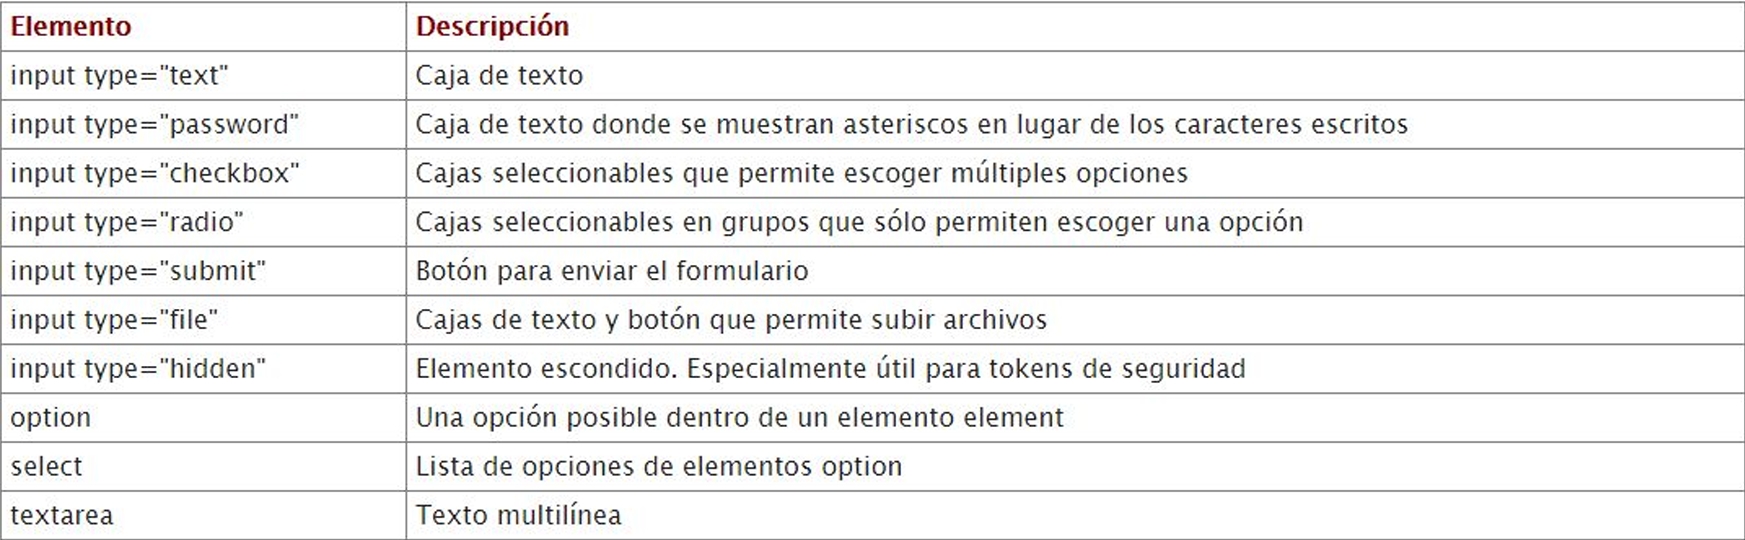 Elemento Descripción
input type="text" Caja de texto
input type="password" Caja de texto donde se muestran asteriscos en lugar de los caracteres escritos
input type="checkbox" Cajas seleccionables que permite escoger múltiples opciones
input type="radio" Cajas seleccionables en grupos que sólo permiten escoger una opción
input type="submit" Botón para enviar el formulario
input type="file" Cajas de texto y botón que permite subir archivos
input type="hidden" Elemento escondido. Especialmente útil para tokens de seguridad
option Una opción posible dentro de un elemento element
select Lista de opciones de elementos option
textarea Texto multilínea